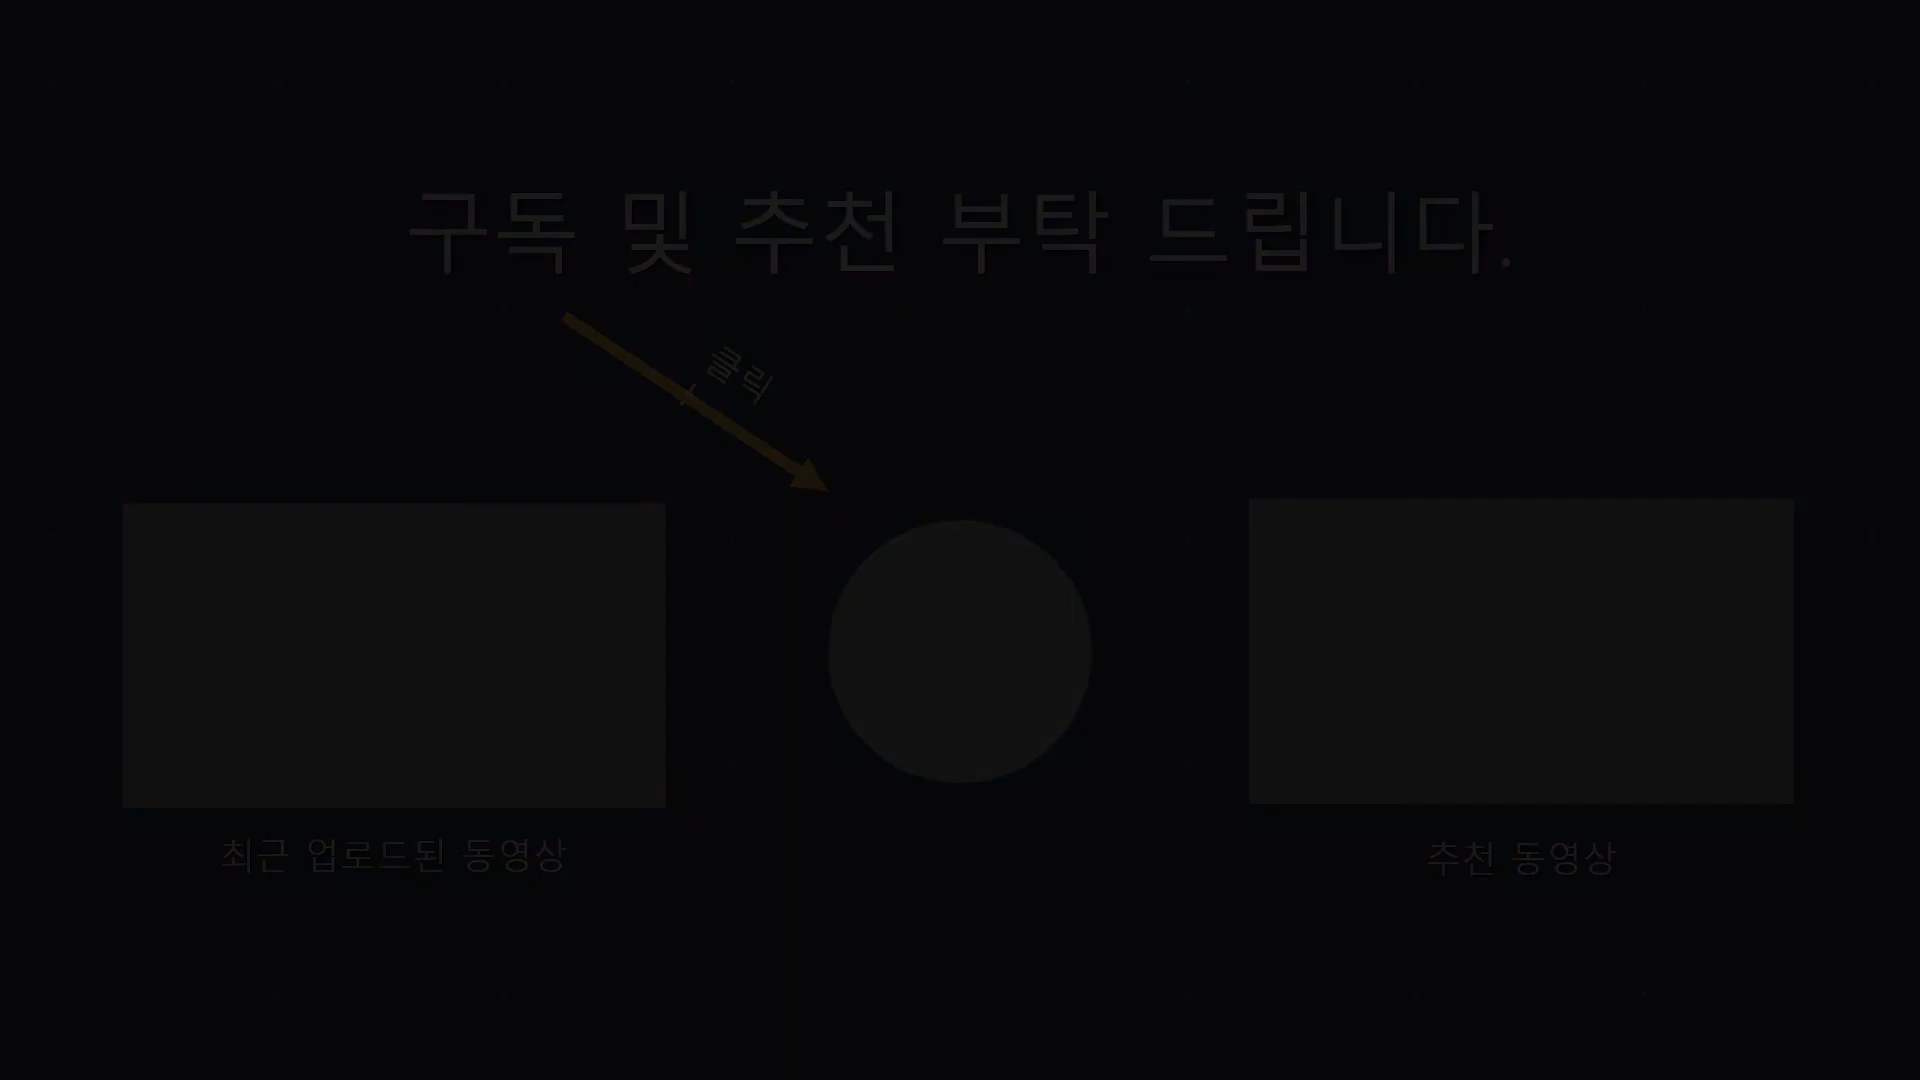 구독 및 추천 부탁 드립니다.
클릭
최근 업로드된 동영상
추천 동영상